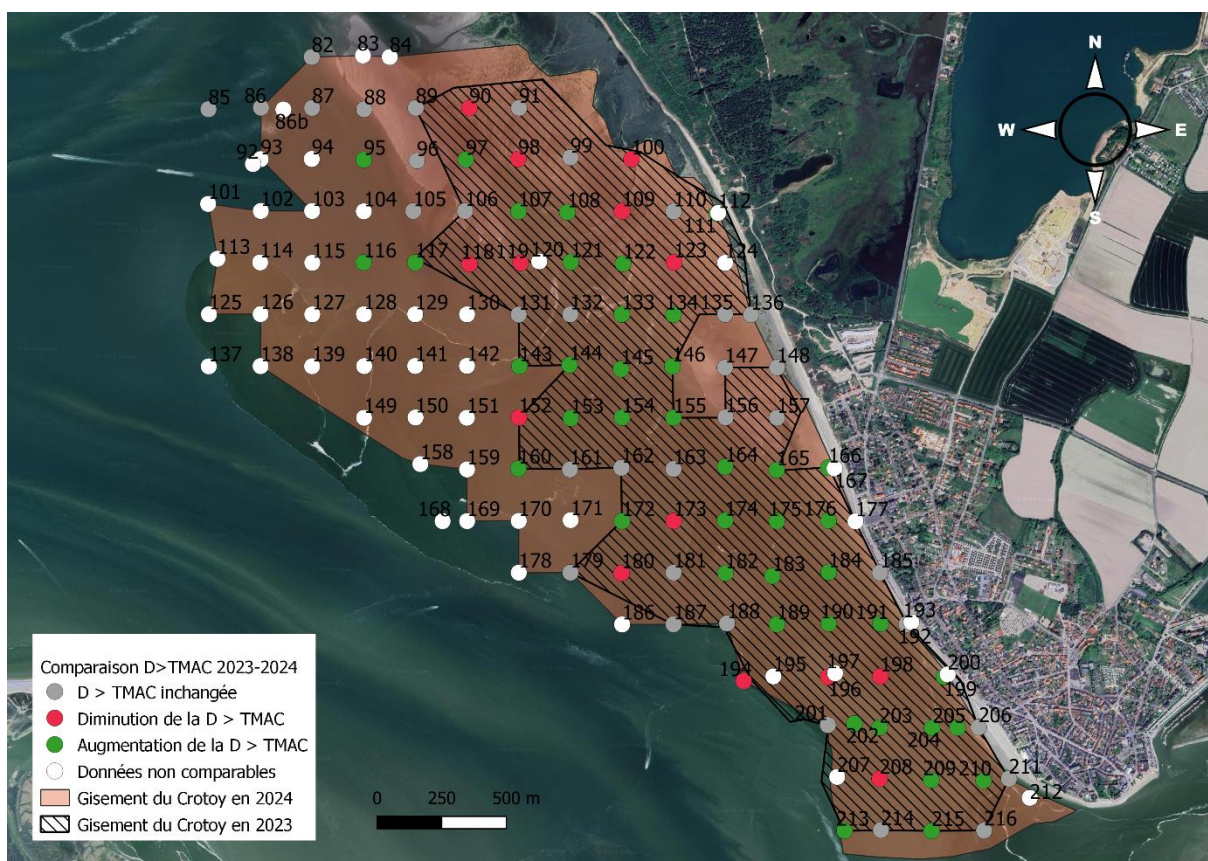 82 83 84
85 86 86b 87 88 89 90 91
92 93 94 95 96 97 98 99 100
101 102 103 104 105 106 107 108 109 110 111 112
113 114 115 116 117 118 119 120 121 122 123 124
125 126 127 128 129 130 131 132 133 134 135 136
137 138 139 140 141 142 143 144 145 146 147 148
149 150 151 152 153 154 155 156 157
158 159 160 161 162 163 164 165 166 167
168 169 170 171 172 173 174 175 176 177
178 179 180 181 182 183 184 185
186 187 188 189 190 191 192 193
194 195 196 197 198 199 200
201 202 203 204 205 206
207 208 209 210 211 212
213 214 215 216
N
W E
S
Comparaison D>TMAC 2023-2024
D > TMAC inchangée
Diminution de la D > TMAC
Augmentation de la D > TMAC
Données non comparables
Gisement du Crotoy en 2024
Gisement du Crotoy en 2023
0 250 500 m